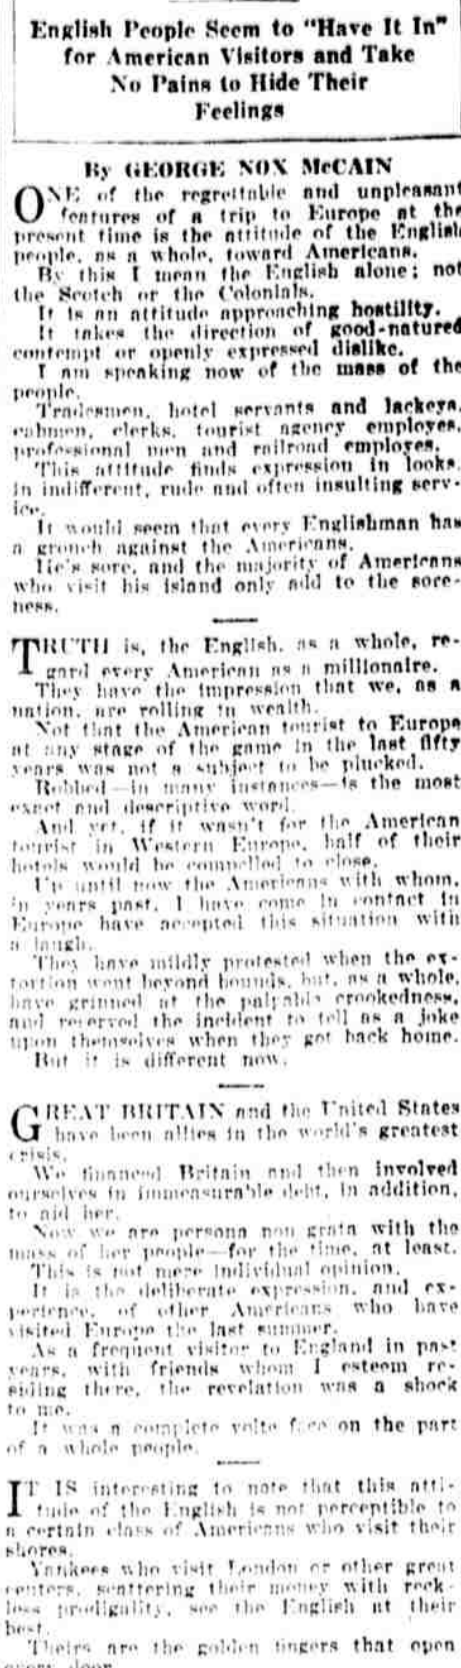 English People Seem to "Have It In"
for American Visitors and Take
No Pains to Hide Their
Feelings
By GEORGE NOX McCAIN
ONE of the regrettable and unpleasant
features of a trip to Europe at the
present time is the attitude of the English
people, as a whole, toward Americans.
By this I mean the English alone; not
the Scotch or the Colonials.
It is an attitude approaching hostility.
It takes the direction of good-natured
contempt or openly expressed dislike.
I am speaking now of the mass of the
people.
Tradesmen, hotel servants and lackeys,
cabmen, clerks, tourist agency employes,
professional men and railroad employes.
This attitude finds expression in looks,
in indifferent, rude and often insulting serv-
ice.
It would seem that every Englishman has
a grouch against the Americans.
He's sore, and the majority of Americans
who visit his island only add to the sore-
ness.
TRUTH is, the English, as a whole, re-
gard every American as a millionaire.
They have the impression that we, as a
nation, are rolling in wealth.
Not that the American tourist to Europe
at any stage of the game in the last fifty
years was not a subject to be plucked.
Robbed—in many instances—is the most
exact and descriptive word.
And yet, if it wasn't for the American
tourist in Western Europe, half of their
hotels would be compelled to close.
Up until now the Americans with whom,
in years past, I have come in contact in
Europe have accepted this situation with
a laugh.
They have mildly protested when the ex-
tortion went beyond bounds, but, as a whole,
have grinned at the palpable crookedness,
and reserved the incident to tell as a joke
upon themselves when they got back home.
But it is different now.
GREAT BRITAIN and the United States
have been allies in the world's greatest
crisis.
We financed Britain and then involved
ourselves in immeasurable debt, in addition,
to aid her.
Now we are persona non grata with the
mass of her people—for the time, at least.
This is not mere individual opinion.
It is the deliberate expression, and ex-
perience, of other Americans who have
visited Europe the last summer.
As a frequent visitor to England in past
years, with friends whom I esteem re-
siding there, the revelation was a shock
to me.
It was a complete volte face on the part
of a whole people.
IT IS interesting to note that this atti-
tude of the English is not perceptible to
a certain class of Americans who visit their
shores.
Yankees who visit London or other great
centers, scattering their money with reck-
less prodigality, see the English at their
best.
Theirs are the golden fingers that open
every door.